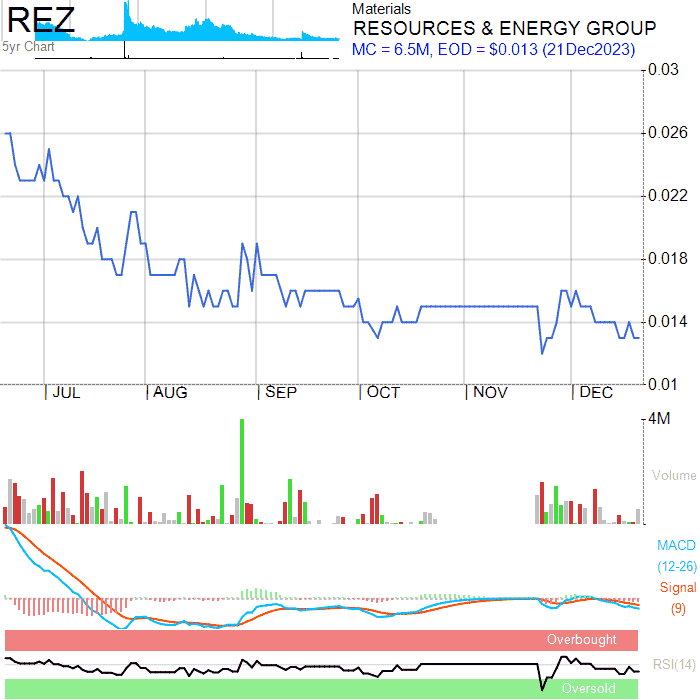 REZ
5yr Chart
Materials
RESOURCES & ENERGY GROUP
MC = 6.5M, EOD = $0.013 (21Dec2023)
0.03
0.026
0.022
0.018
0.014
0.01
JUL AUG SEP OCT NOV DEC
4M
Volume
MACD
(12-26)
Signal
(9)
Overbought
RSI(14)
Oversold